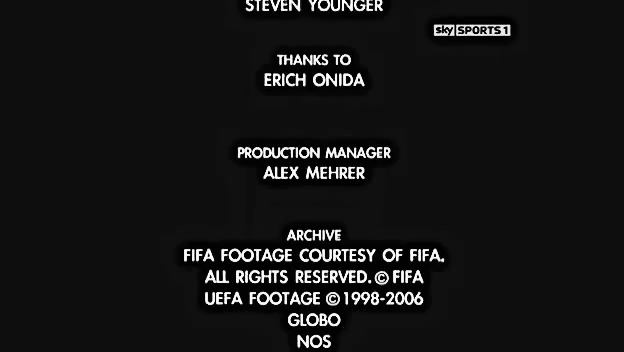 STEVEN YOUNGER
sky SPORTS 1
THANKS TO
ERICH ONIDA
PRODUCTION MANAGER
ALEX MEHRER
ARCHIVE
FIFA FOOTAGE COURTESY OF FIFA.
ALL RIGHTS RESERVED. © FIFA
UEFA FOOTAGE © 1998-2006
GLOBO
NOS